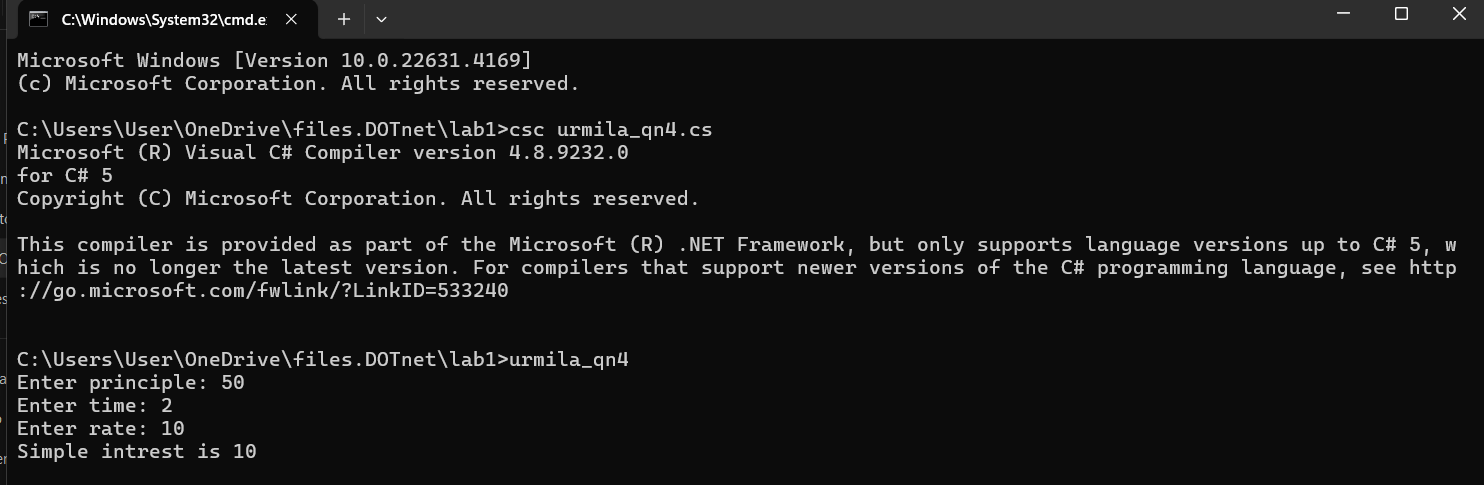 C:\Windows\System32\cmd.e
Microsoft Windows [Version 10.0.22631.4169]
(c) Microsoft Corporation. All rights reserved.
C:\Users\User\OneDrive\files.DOTnet\lab1>csc urmila_qn4.cs
Microsoft (R) Visual C# Compiler version 4.8.9232.0
for C# 5
Copyright (C) Microsoft Corporation. All rights reserved.
This compiler is provided as part of the Microsoft (R) .NET Framework, but only supports language versions up to C# 5, w
hich is no longer the latest version. For compilers that support newer versions of the C# programming language, see http
://go.microsoft.com/fwlink/?LinkID=533240
C:\Users\User\OneDrive\files.DOTnet\lab1>urmila_qn4
Enter principle: 50
Enter time: 2
Enter rate: 10
Simple intrest is 10